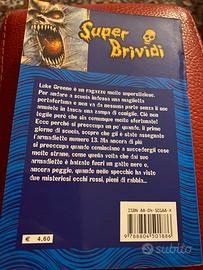 Super Brividi
Luke Greene è un ragazzo molto superstizioso.
Per andare a scuola indossa una maglietta
portafortuna e non va da nessuna parte senza il suo
amuleto in tasca: una zampa di coniglio. Ciò non
toglie però che sia comunque molto sfortunato!
Ecco perché si preoccupa un po' quando, il primo
giorno di scuola, scopre che gli è stato assegnato
l'armadietto numero 13. Ma ancora di più
si preoccupa quando cominciano a succedergli cose
molto strane, come quella volta che dal suo
armadietto è balzato fuori un gatto nero o,
ancora peggio, quando nello specchio ha visto
due misteriosi occhi rossi, pieni di rabbia...
€ 4,60
ISBN 88-04-50188-X
9 788804 501886
subito